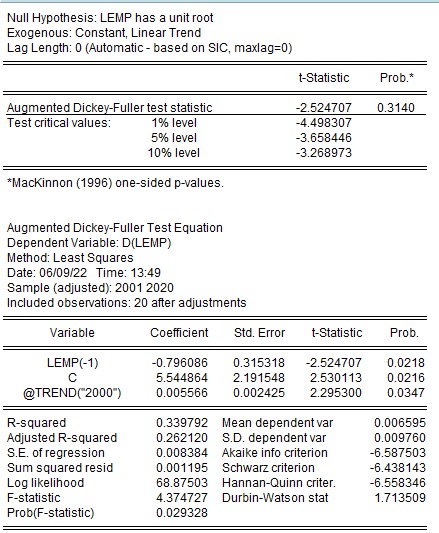 Null Hypothesis: LEMP has a unit root
Exogenous: Constant, Linear Trend
Lag Length: 0 (Automatic - based on SIC, maxlag=0)
t-Statistic Prob.*
Augmented Dickey-Fuller test statistic -2.524707 0.3140
Test critical values: 1% level -4.498307
5% level -3.658446
10% level -3.268973
*MacKinnon (1996) one-sided p-values.
Augmented Dickey-Fuller Test Equation
Dependent Variable: D(LEMP)
Method: Least Squares
Date: 06/09/22 Time: 13:49
Sample (adjusted): 2001 2020
Included observations: 20 after adjustments
Variable Coefficient Std. Error t-Statistic Prob.
LEMP(-1) -0.796086 0.315318 -2.524707 0.0218
C 5.544864 2.191548 2.530113 0.0216
@TREND("2000") 0.005566 0.002425 2.295300 0.0347
R-squared 0.339792 Mean dependent var 0.006595
Adjusted R-squared 0.262120 S.D. dependent var 0.009760
S.E. of regression 0.008384 Akaike info criterion -6.587503
Sum squared resid 0.001195 Schwarz criterion -6.438143
Log likelihood 68.87503 Hannan-Quinn criter. -6.558346
F-statistic 4.374727 Durbin-Watson stat 1.713509
Prob(F-statistic) 0.029328